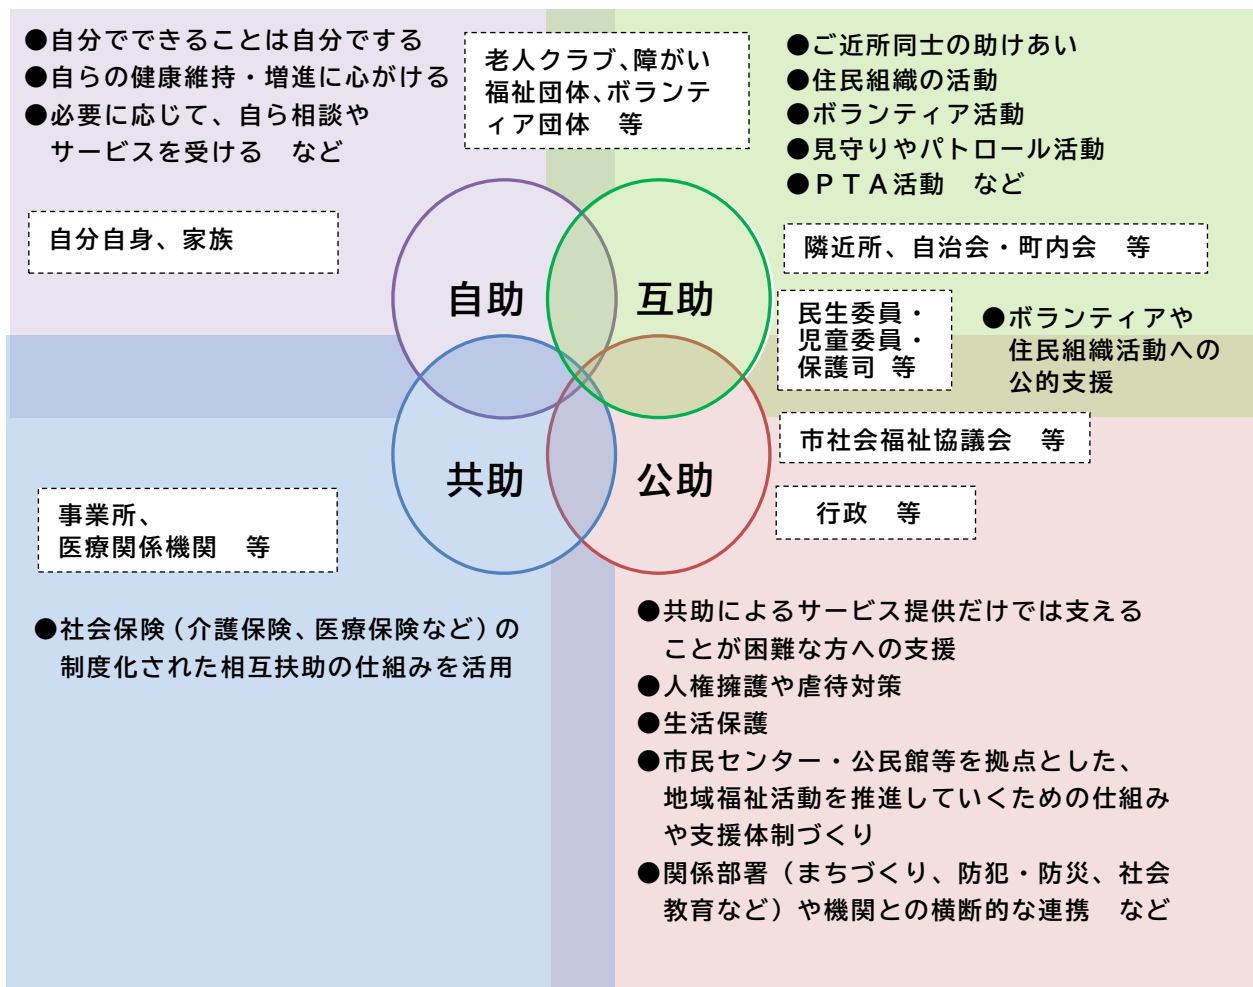 ●自分でできることは自分でする
●自らの健康維持・増進に心がける
●必要に応じて、自ら相談や
サービスを受ける　など
自分自身、家族
老人クラブ、障がい
福祉団体、ボランテ
ィア団体　等
●ご近所同士の助けあい
●住民組織の活動
●ボランティア活動
●見守りやパトロール活動
●ＰＴＡ活動　など
隣近所、自治会・町内会　等
民生委員・
児童委員・
保護司 等
●ボランティアや
住民組織活動への
公的支援
自助
互助
共助
公助
市社会福祉協議会　等
行政　等
事業所、
医療関係機関　等
●社会保険（介護保険、医療保険など）の
制度化された相互扶助の仕組みを活用
●共助によるサービス提供だけでは支える
ことが困難な方への支援
●人権擁護や虐待対策
●生活保護
●市民センター・公民館等を拠点とした、
地域福祉活動を推進していくための仕組み
や支援体制づくり
●関係部署（まちづくり、防犯・防災、社会
教育など）や機関との横断的な連携　など